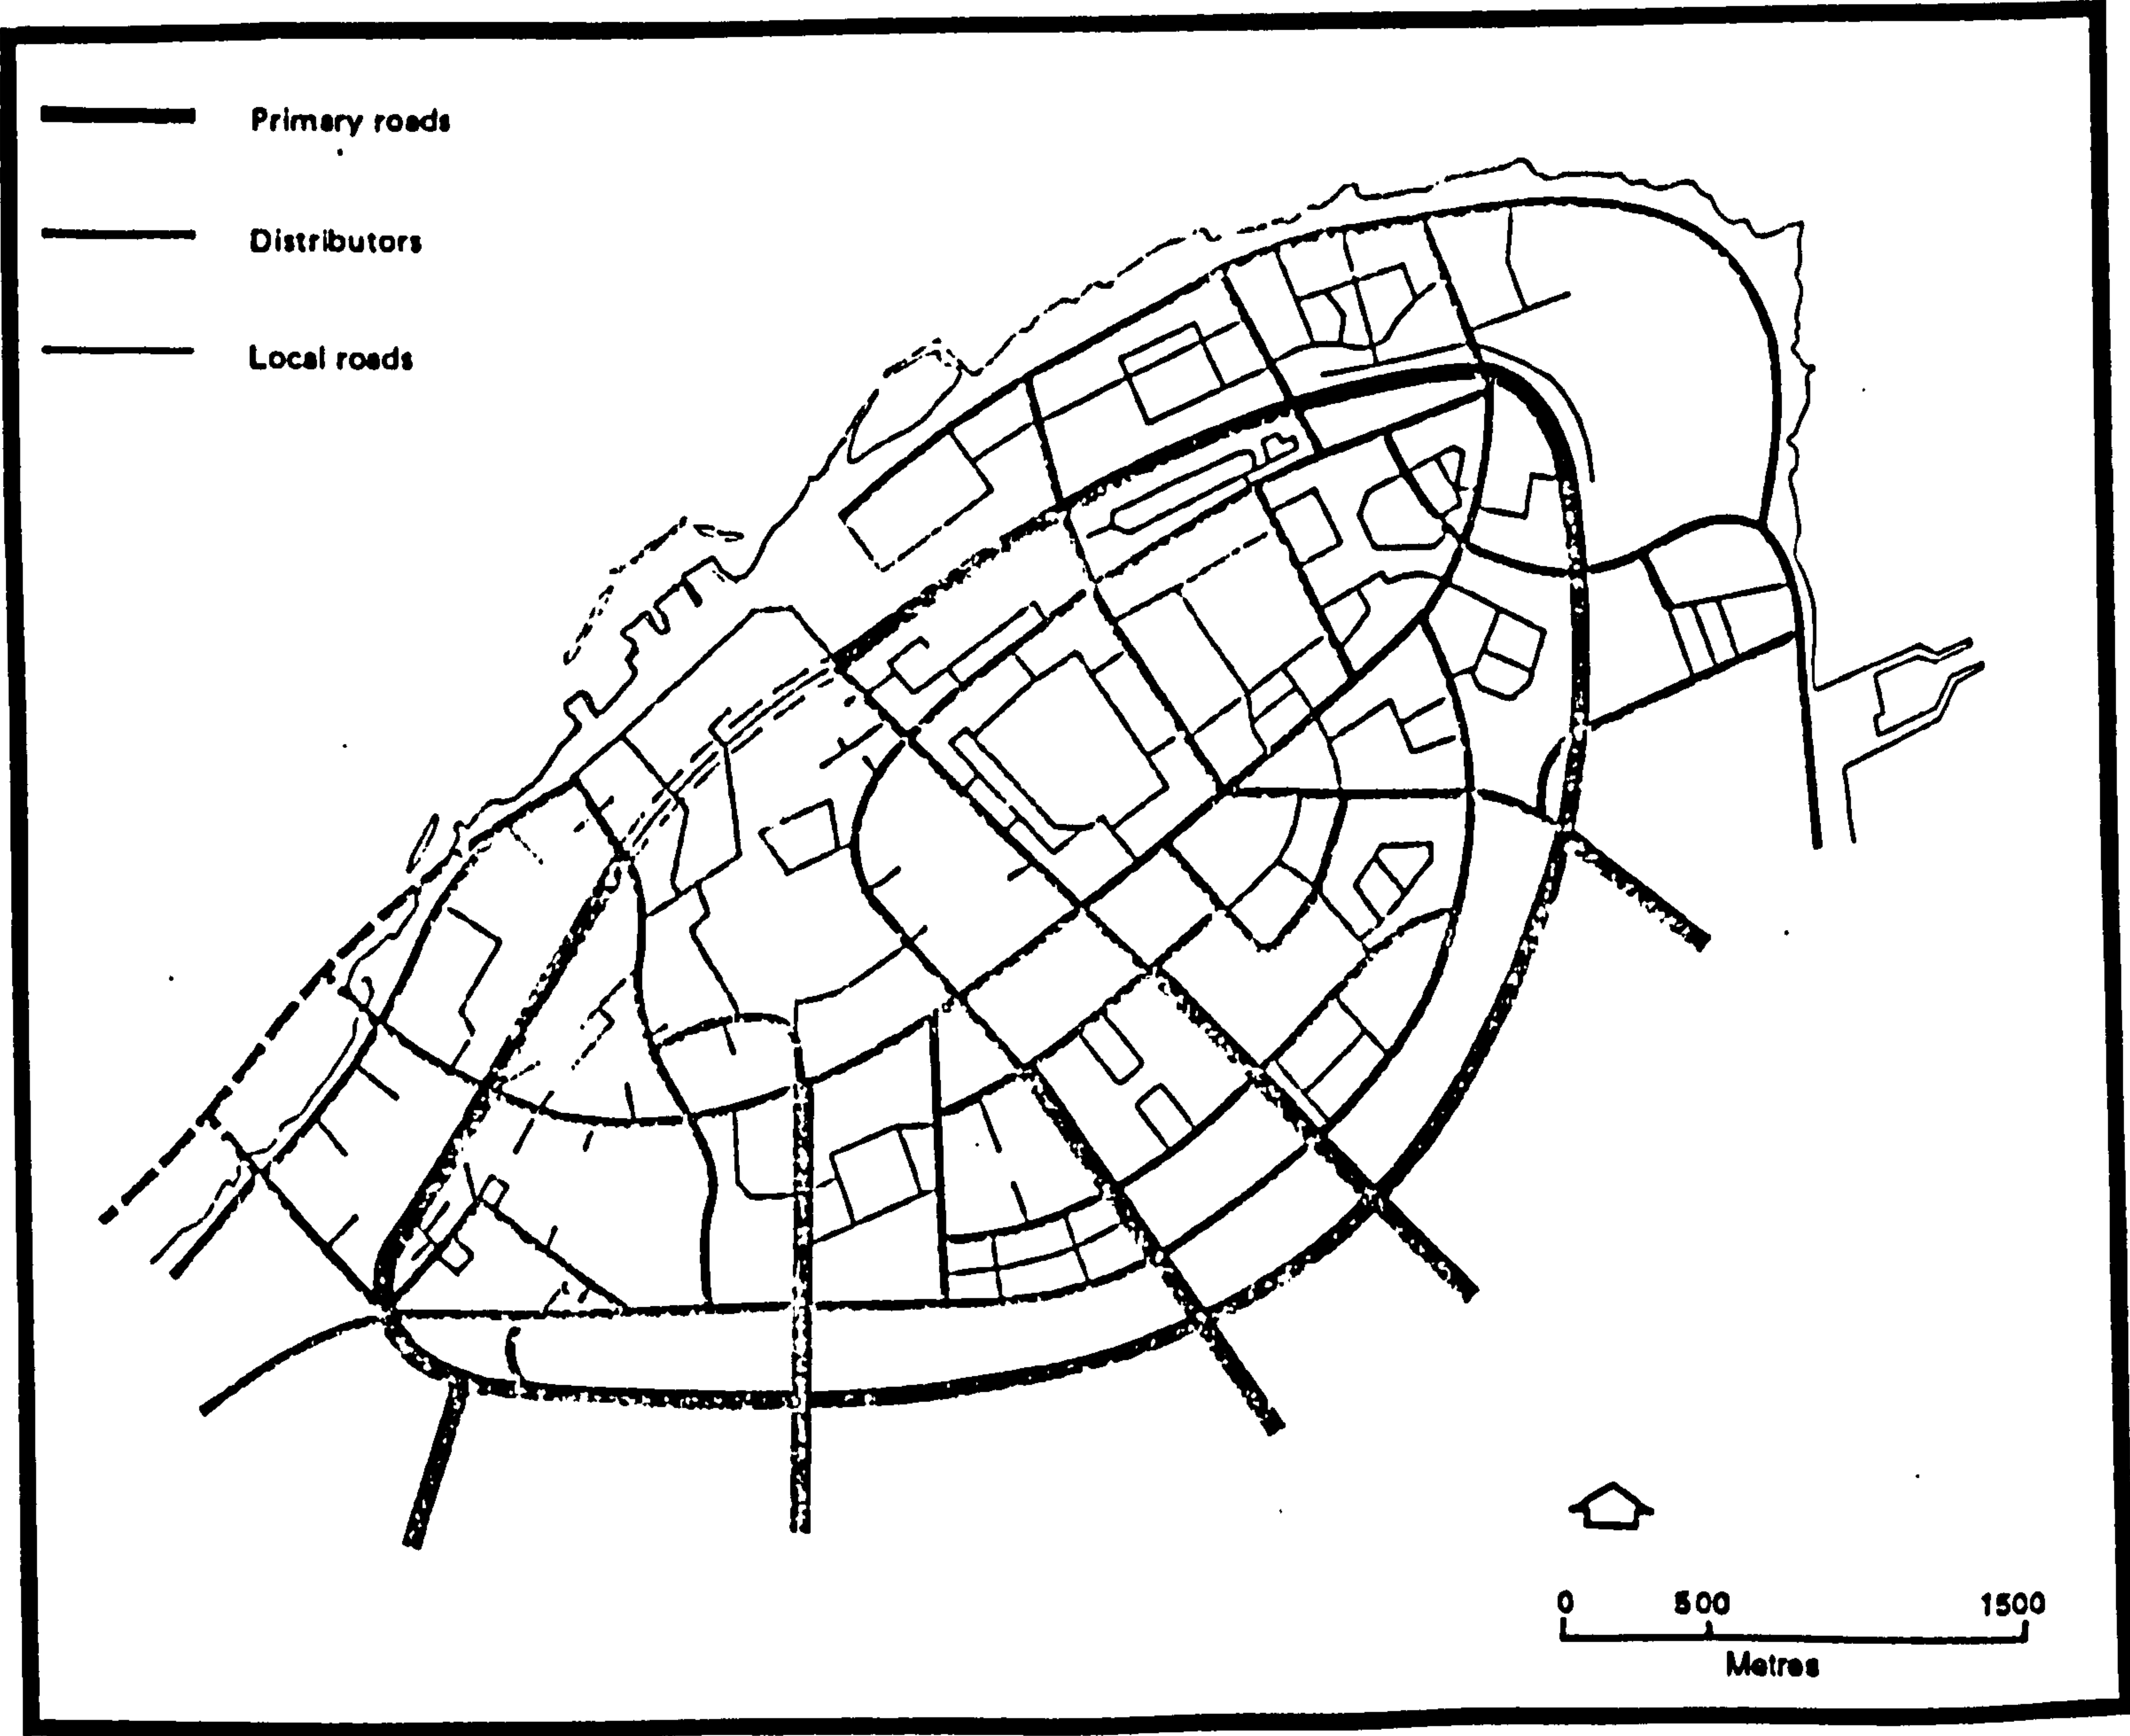 Primary roads
Distributors
Local roads
0 500 1500
Metres